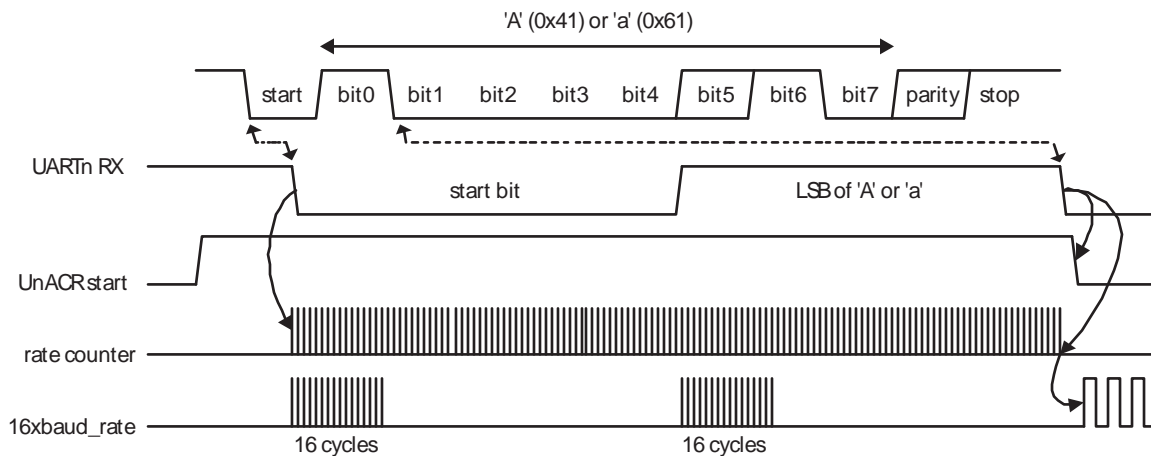 'A' (0x41) or 'a' (0x61)
start bit0 bit1 bit2 bit3 bit4 bit5 bit6 bit7 parity stop
UARTn RX
start bit LSB of 'A' or 'a'
UnACR start
rate counter
16xbaud_rate
16 cycles 16 cycles